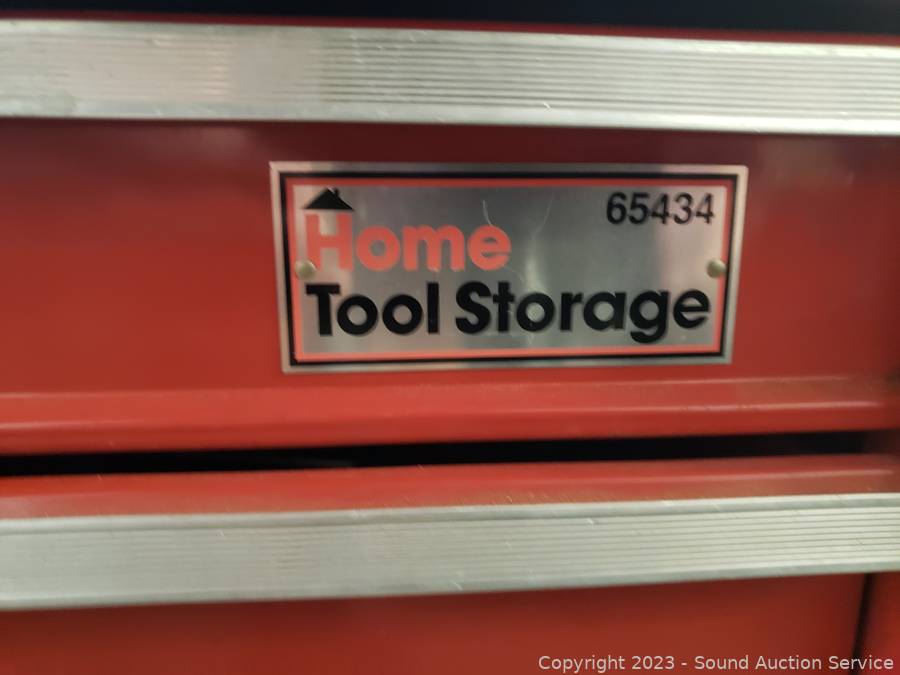 65434
Home
Tool Storage
Copyright 2023 - Sound Auction Service